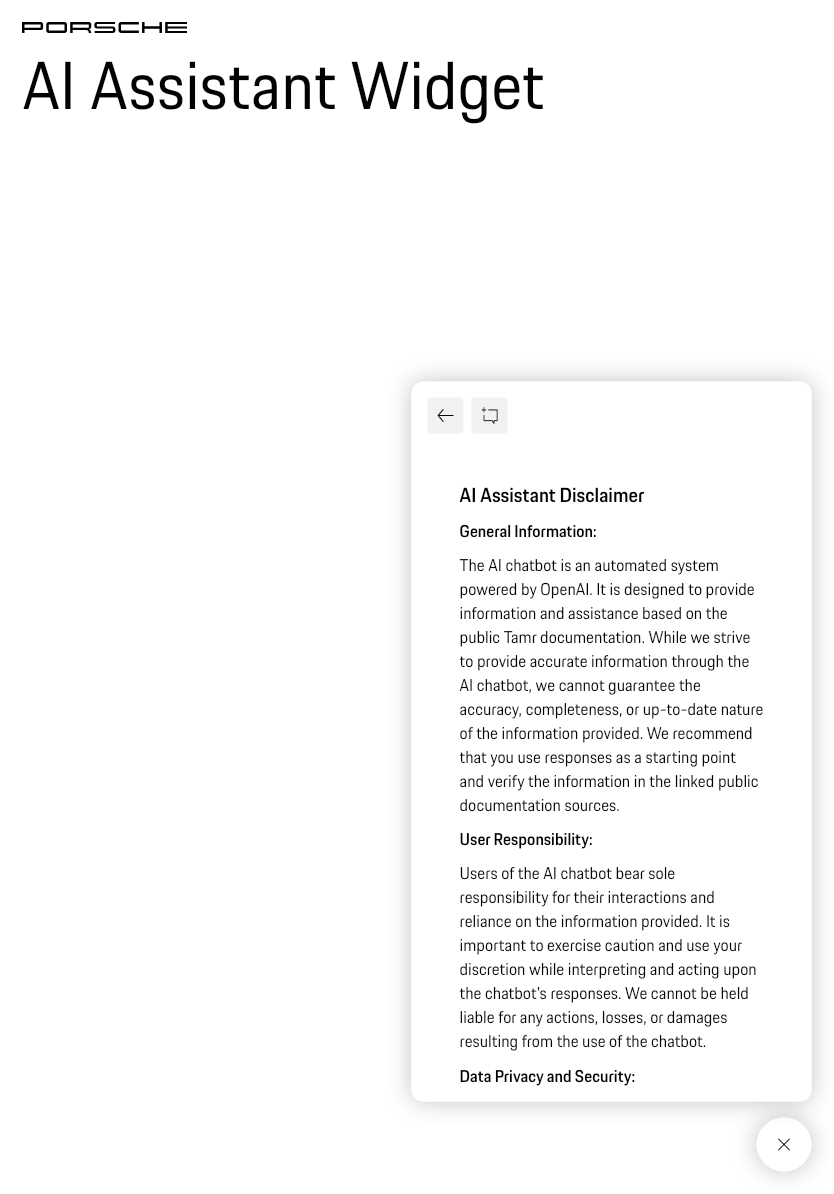 PORSCHE
AI Assistant Widget
AI Assistant Disclaimer
General Information:
The AI chatbot is an automated system
powered by OpenAI. It is designed to provide
information and assistance based on the
public Tamr documentation. While we strive
to provide accurate information through the
AI chatbot, we cannot guarantee the
accuracy, completeness, or up-to-date nature
of the information provided. We recommend
that you use responses as a starting point
and verify the information in the linked public
documentation sources.
User Responsibility:
Users of the AI chatbot bear sole
responsibility for their interactions and
reliance on the information provided. It is
important to exercise caution and use your
discretion while interpreting and acting upon
the chatbot's responses. We cannot be held
liable for any actions, losses, or damages
resulting from the use of the chatbot.
Data Privacy and Security: